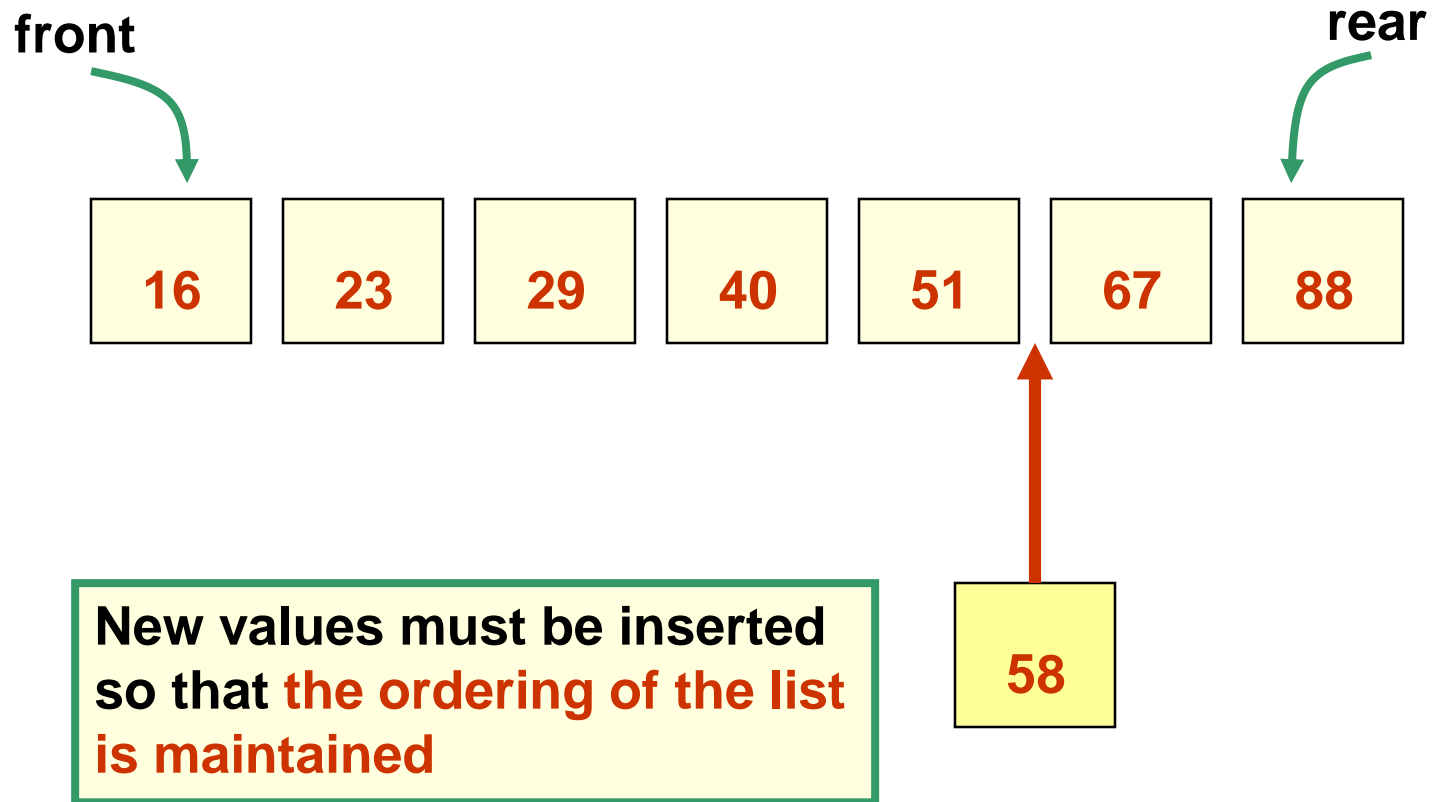 front
rear
16 23 29 40 51 67 88
58
New values must be inserted
so that the ordering of the list
is maintained